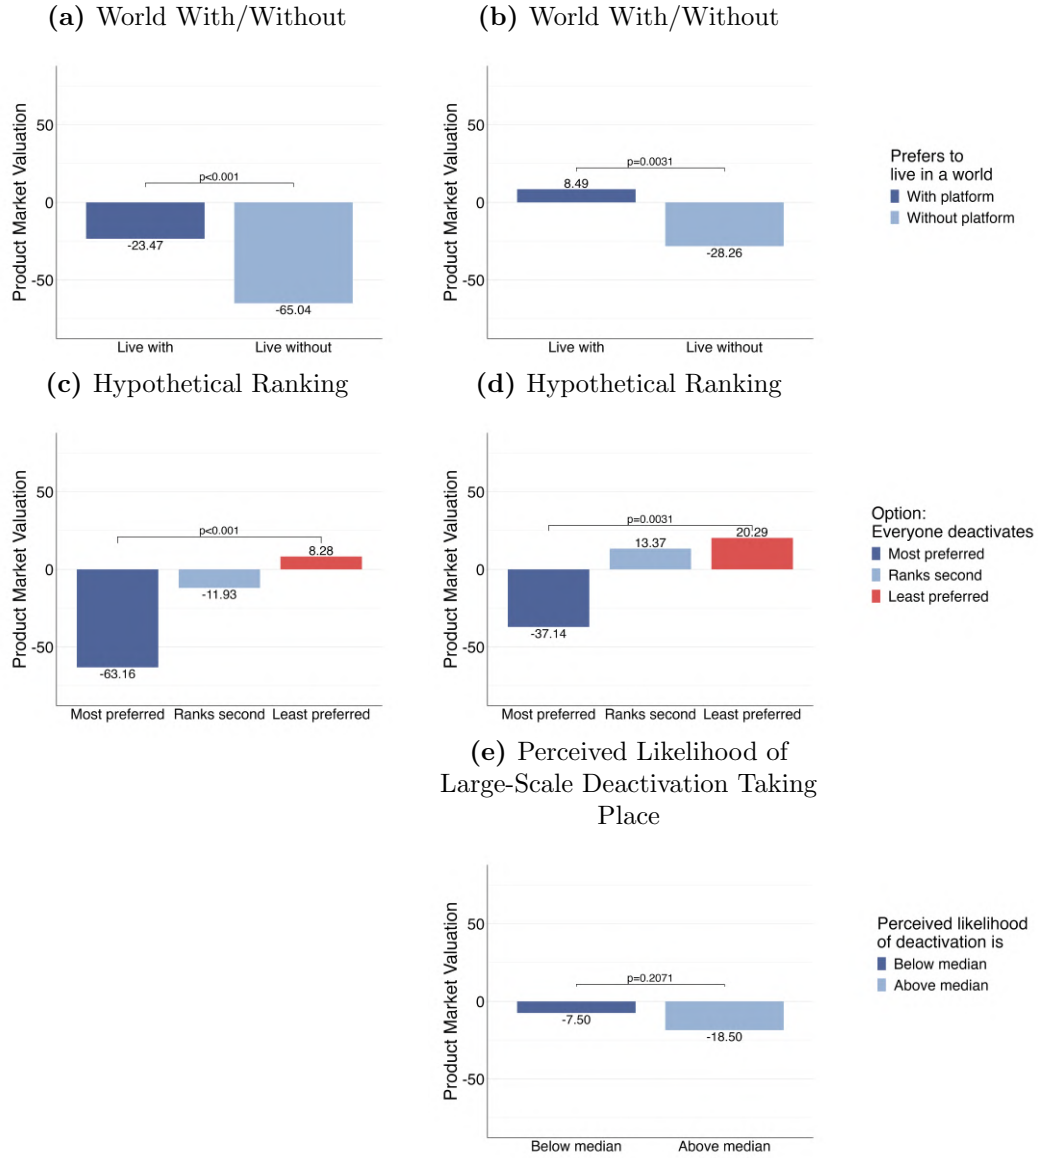 (a) World With/Without
Product Market Valuation
50
0
-50
p<0.001
-23.47
-65.04
Live with
Live without
(b) World With/Without
Product Market Valuation
50
0
-50
p=0.0031
8.49
-28.26
Live with
Live without
Prefers to
live in a world
With platform
Without platform
(c) Hypothetical Ranking
Product Market Valuation
50
0
-50
p<0.001
8.28
-11.93
-63.16
Most preferred
Ranks second
Least preferred
(d) Hypothetical Ranking
Product Market Valuation
50
0
-50
p=0.0031
20.29
13.37
-37.14
Most preferred
Ranks second
Least preferred
Option:
Everyone deactivates
Most preferred
Ranks second
Least preferred
(e) Perceived Likelihood of
Large-Scale Deactivation Taking
Place
Product Market Valuation
50
0
-50
p=0.2071
-7.50
-18.50
Below median
Above median
Perceived likelihood
of deactivation is
Below median
Above median